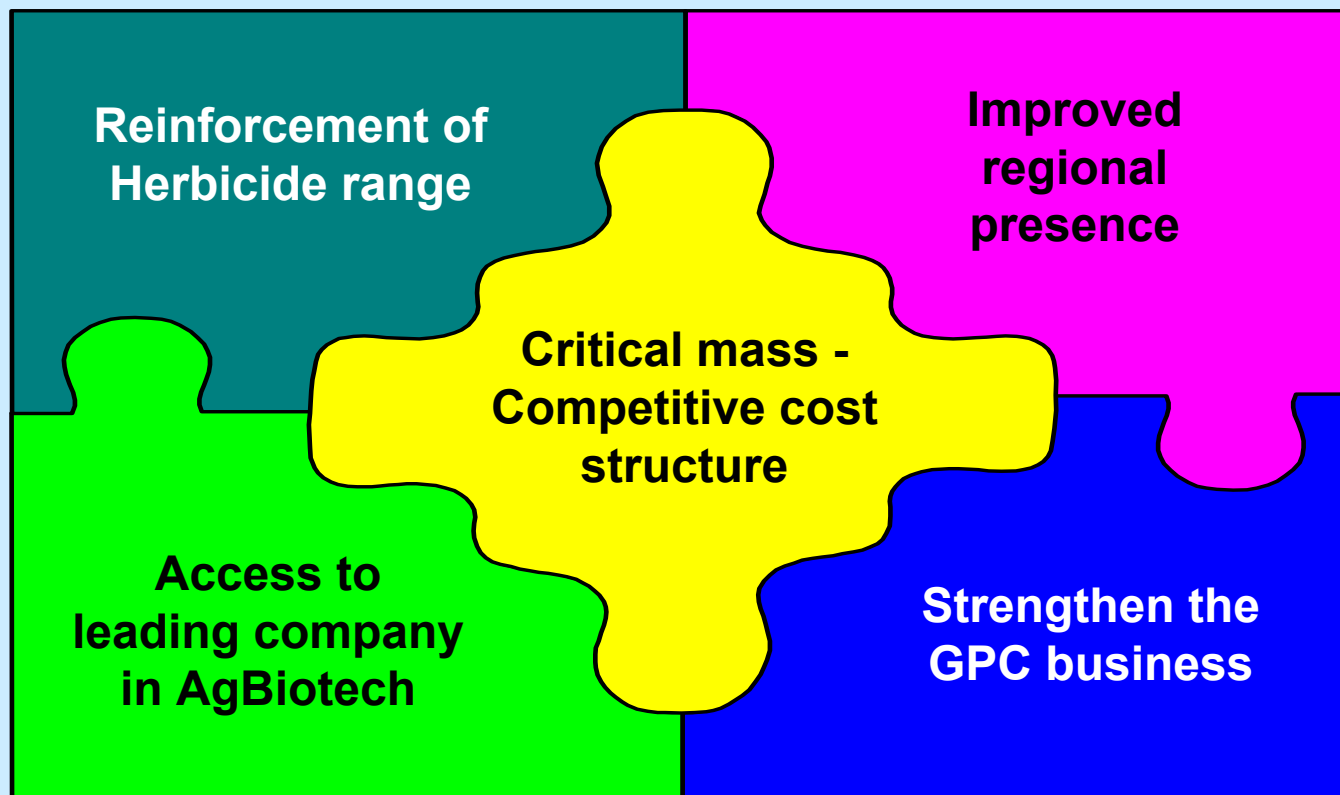 Reinforcement of
Herbicide range
Improved
regional
presence
Critical mass -
Competitive cost
structure
Access to
leading company
in AgBiotech
Strengthen the
GPC business